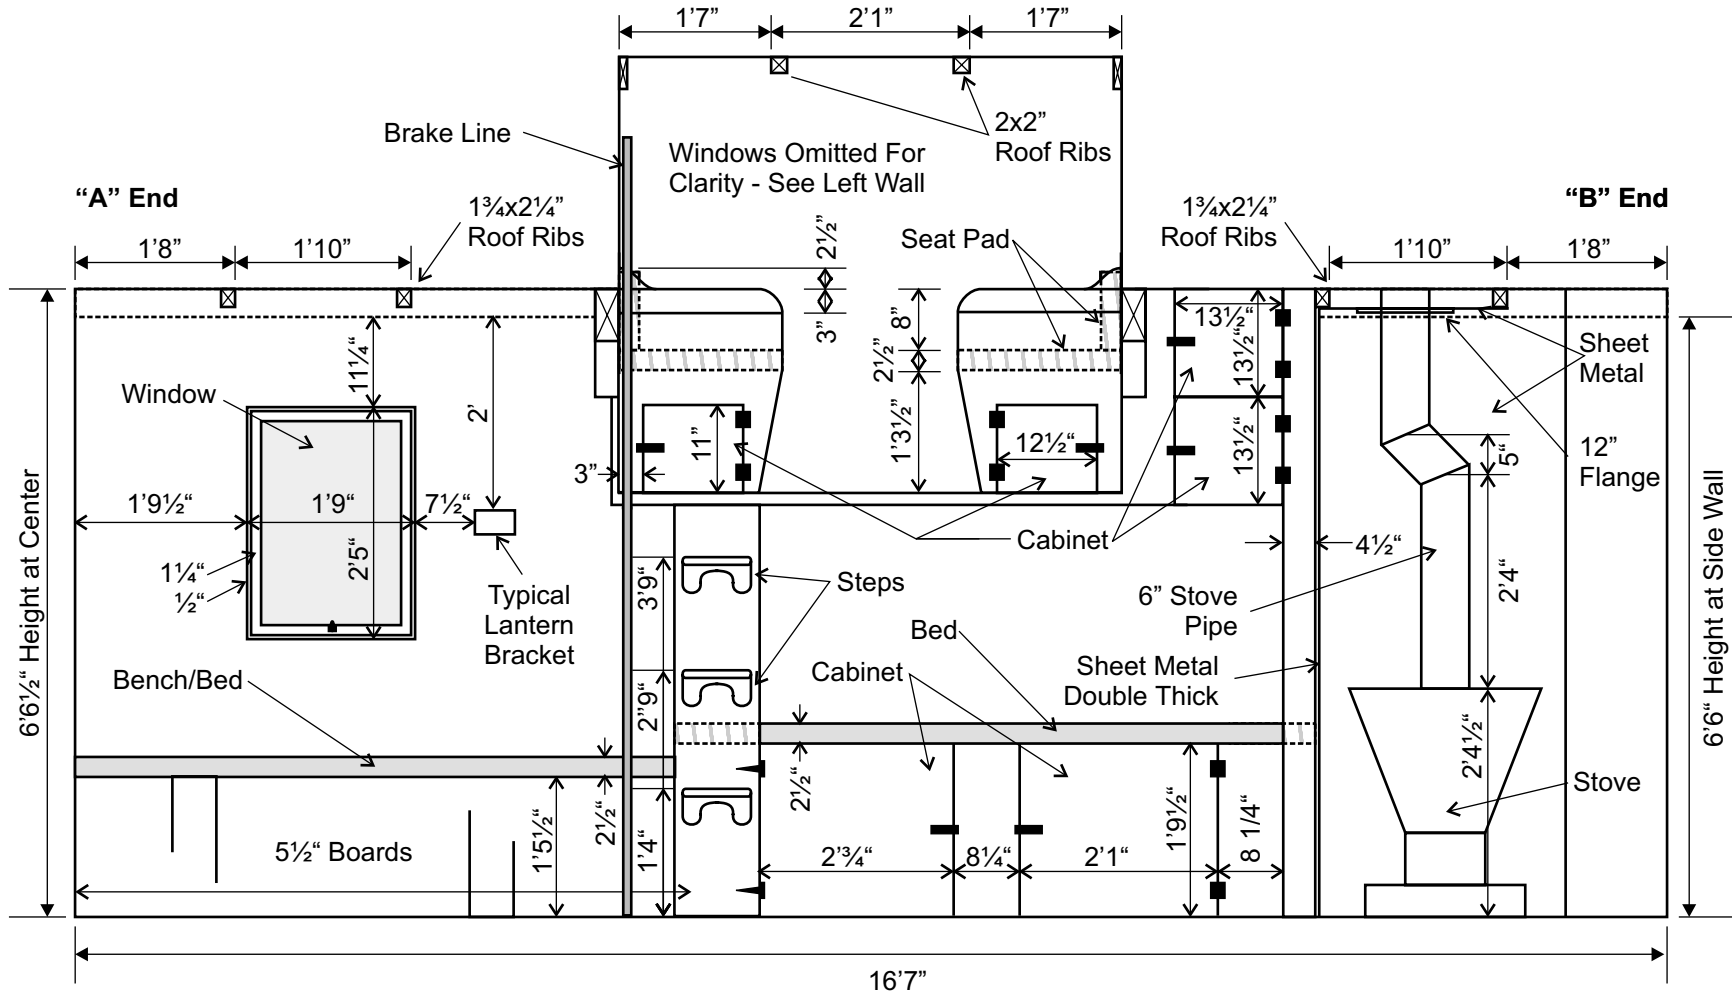 1’7”
2’1”
1’7”
Brake Line
2x2”
Roof Ribs
Windows Omitted For
Clarity - See Left Wall
“A” End
“B” End
1¾x2¼”
Roof Ribs
1¾x2¼”
Roof Ribs
1’8”
1’10”
2½”
Seat Pad
1’10”
1’8”
3”
8”
2½”
1’3½”
13½“
13½“
13½“
11¼“
2’
Window
Sheet
Metal
11”
12½“
3”
5“
12”
Flange
1’9½”
1’9“
7½“
2’5“
1¼“
½“
Cabinet
4½“
2’4“
6’6½“ Height at Center
6’6“ Height at Side Wall
Typical
Lantern
Bracket
3’9“
Steps
6” Stove
Pipe
Bed
Cabinet
Sheet Metal
Double Thick
Bench/Bed
2”9“
2½“
2½“
1’9½“
2’4½“
Stove
5½“ Boards
1’5½“
1’4“
2’¾“
8¼“
2’1“
8 1/4“
16’7”